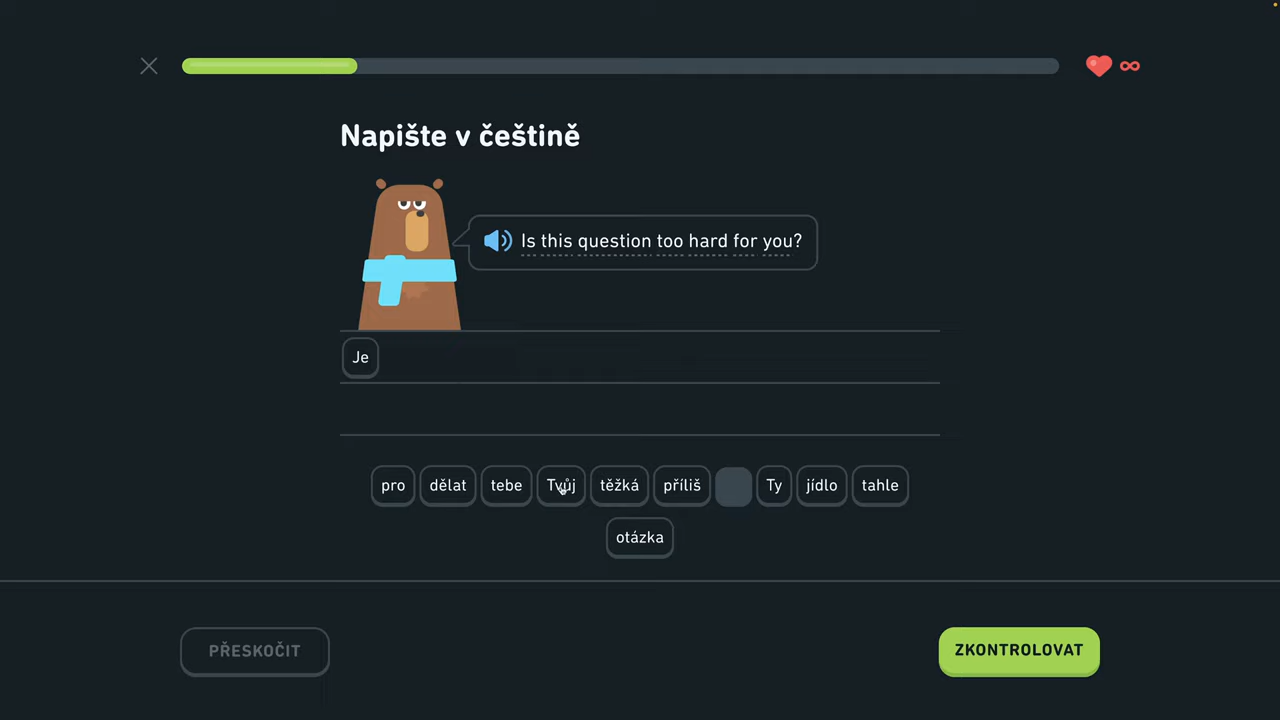 Napište v češtině
Is this question too hard for you?
Je
pro dělat tebe Tvůj těžká příliš Ty jídlo tahle
otázka
PŘESKOČIT ZKONTROLOVAT